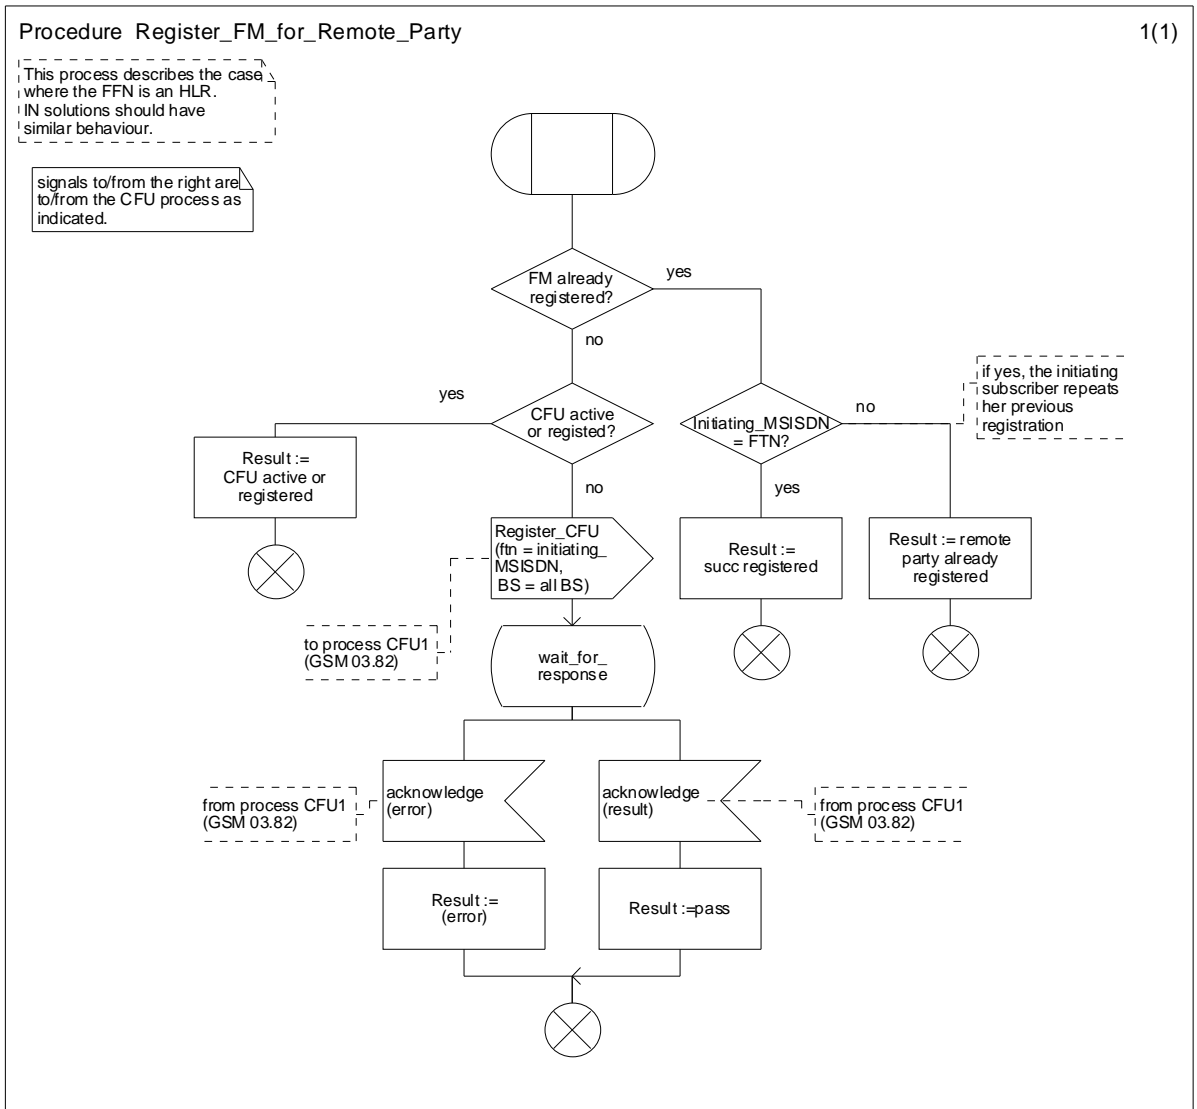 Procedure Register_FM_for_Remote_Party
1(1)
This process describes the case
where the FFN is an HLR.
IN solutions should have
similar behaviour.
signals to/from the right are
to/from the CFU process as
indicated.
FM already
registered?
yes
no
if yes, the initiating
subscriber repeats
her previous
registration
yes
CFU active
or registed?
Initiating_MSISDN
= FTN?
no
Result :=
CFU active or
registered
no
yes
Register_CFU
(ftn = initiating_
MSISDN,
BS = all BS)
Result :=
succ registered
Result := remote
party already
registered
to process CFU1
(GSM 03.82)
wait_for_
response
from process CFU1
(GSM 03.82)
acknowledge
(error)
acknowledge
(result)
from process CFU1
(GSM 03.82)
Result :=
(error)
Result :=pass